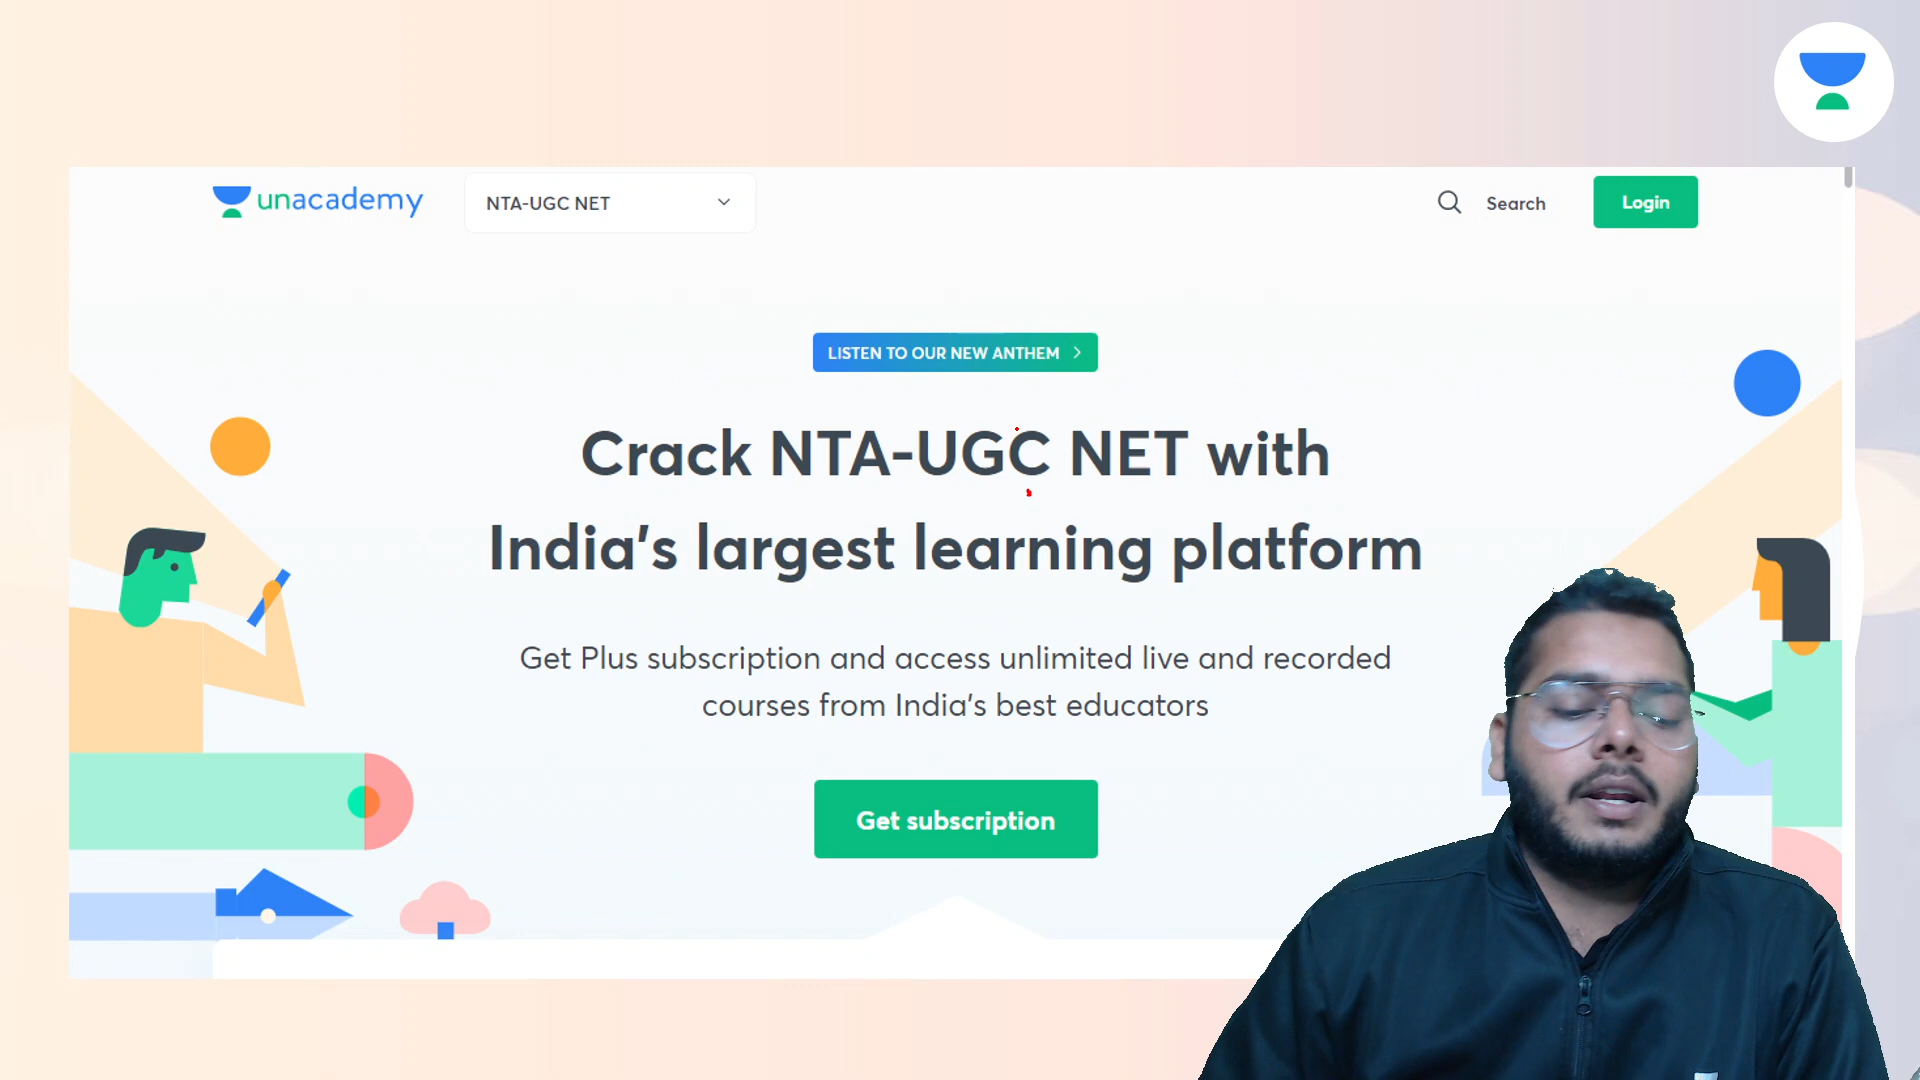 unacademy
NTA-UGC NET
Search
Login
LISTEN TO OUR NEW ANTHEM
Crack NTA-UGC NET with
India's largest learning platform
Get Plus subscription and access unlimited live and recorded
courses from India's best educators
Get subscription